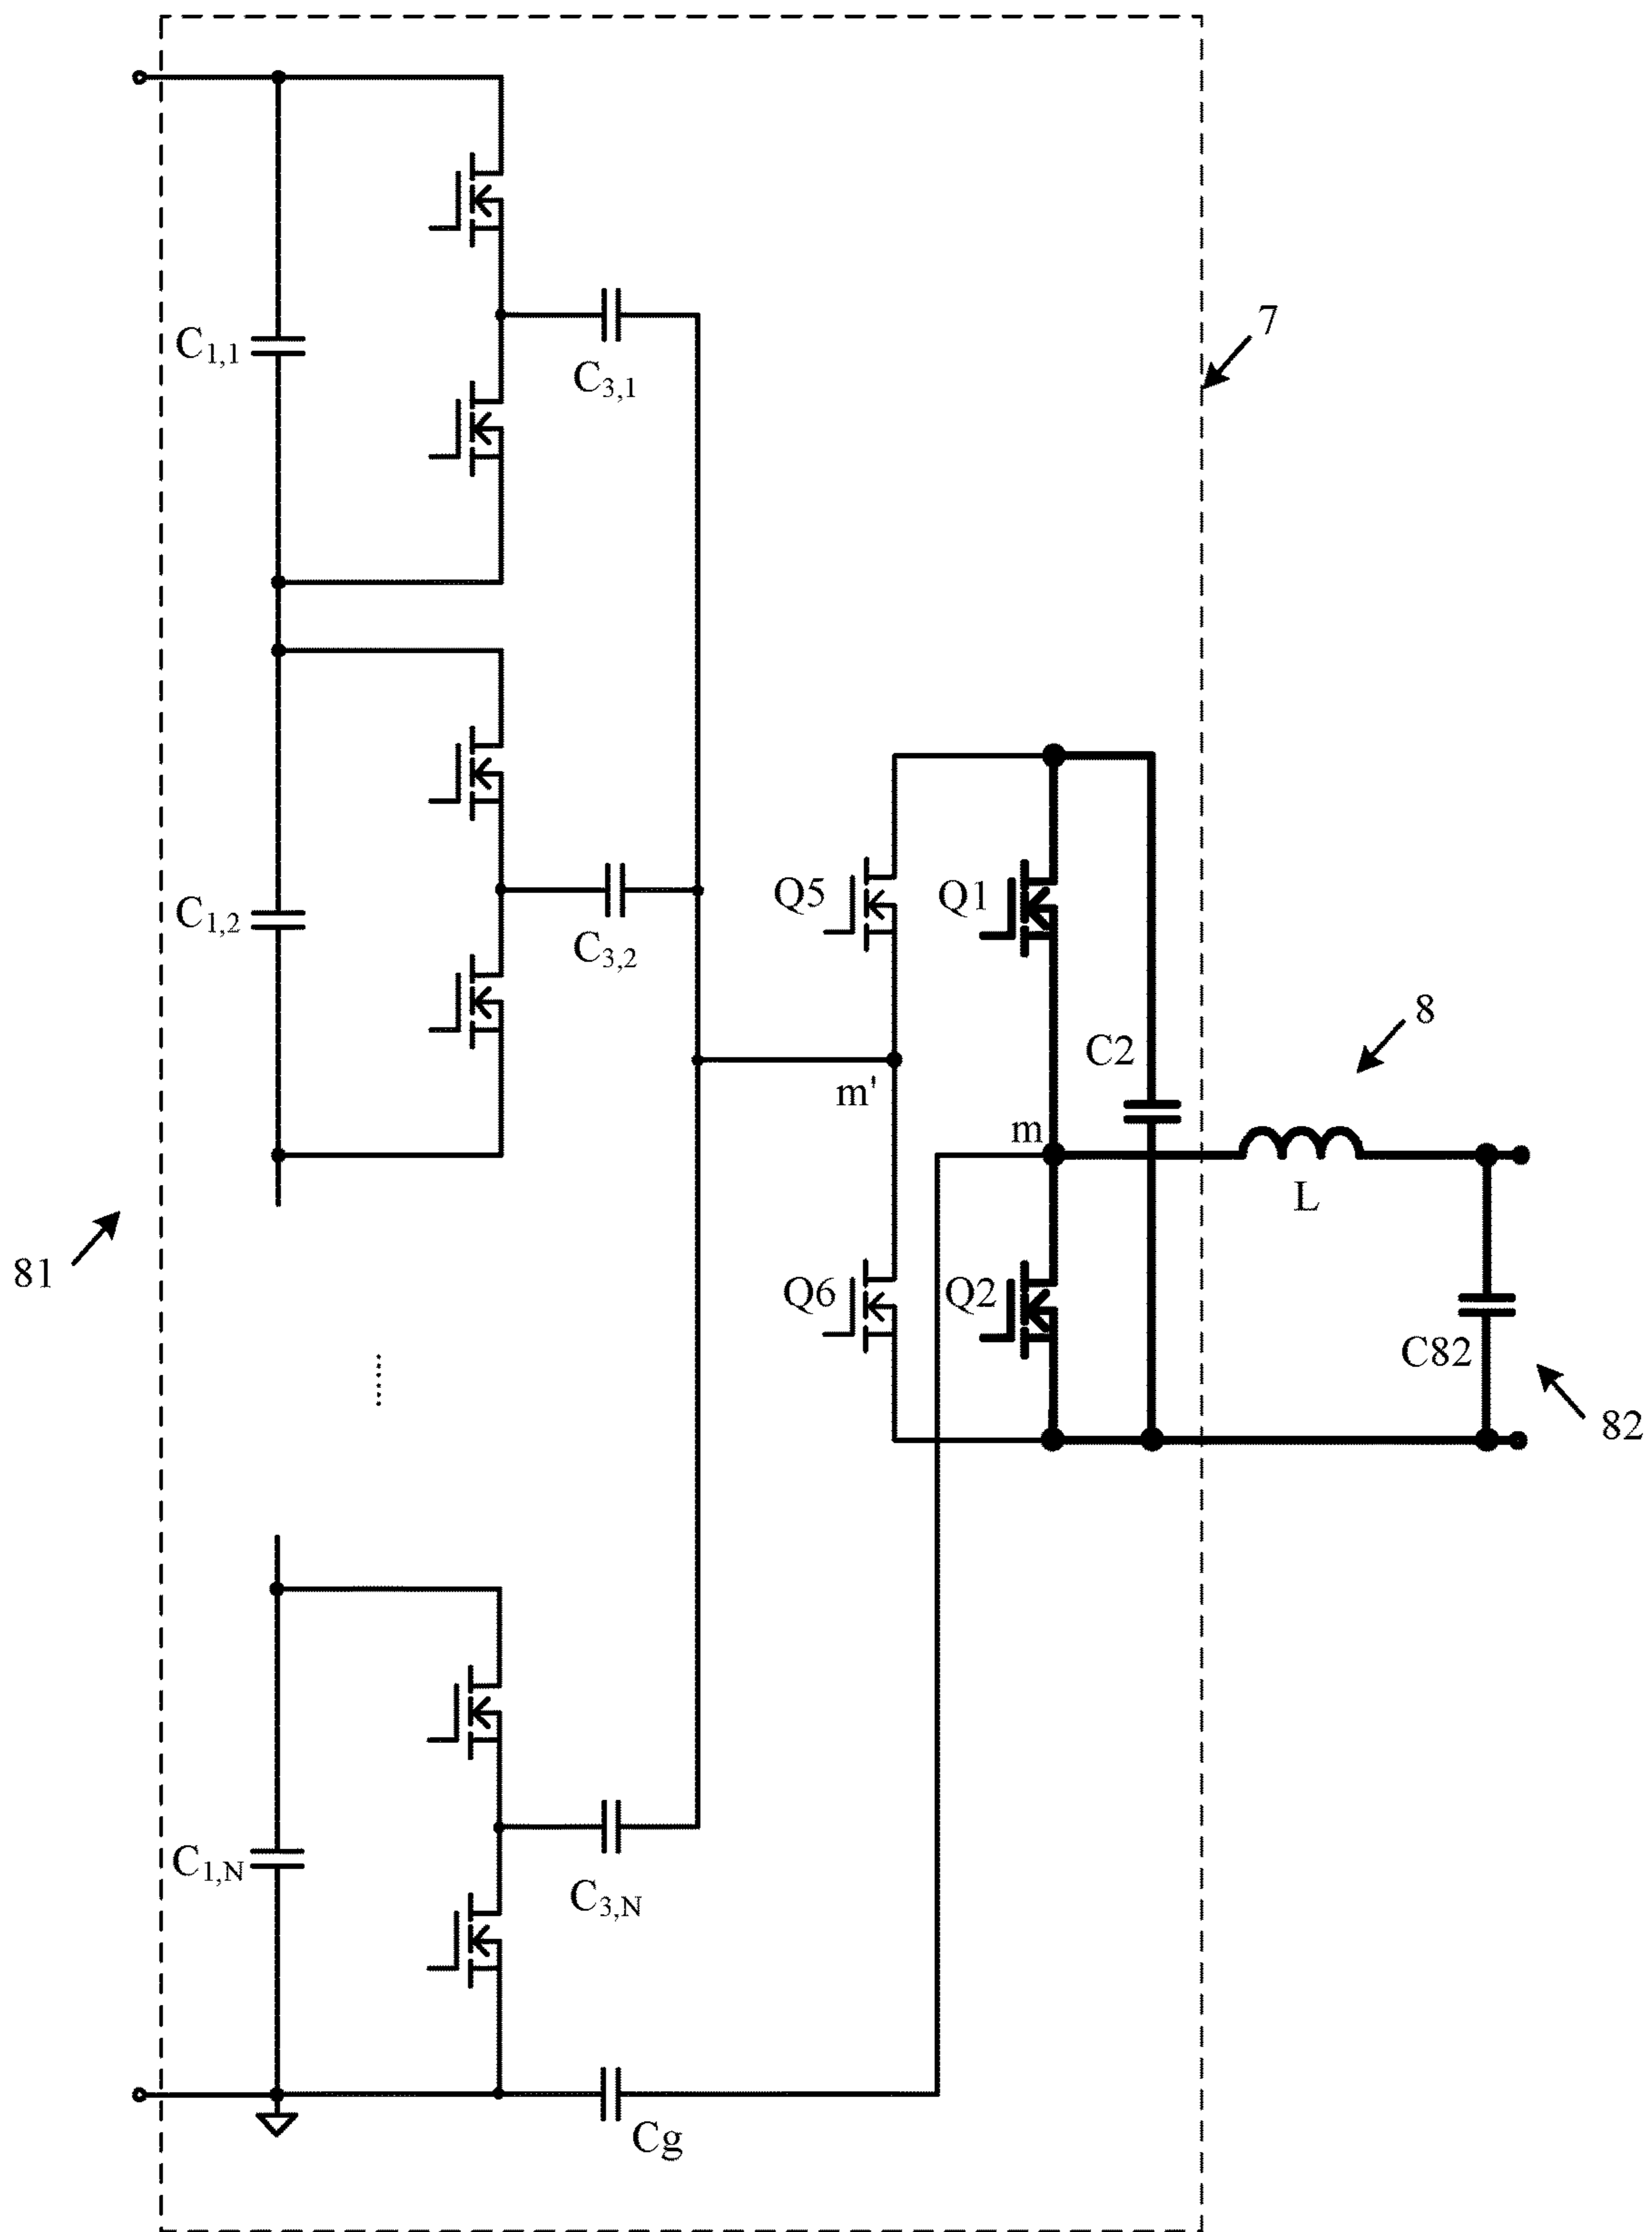 7
C1,1
C3,1
C1,2
C3,2
Q5
Q1
8
C2
m'
m
L
81
Q6
Q2
C82
82
......
C1,N
C3,N
Cg